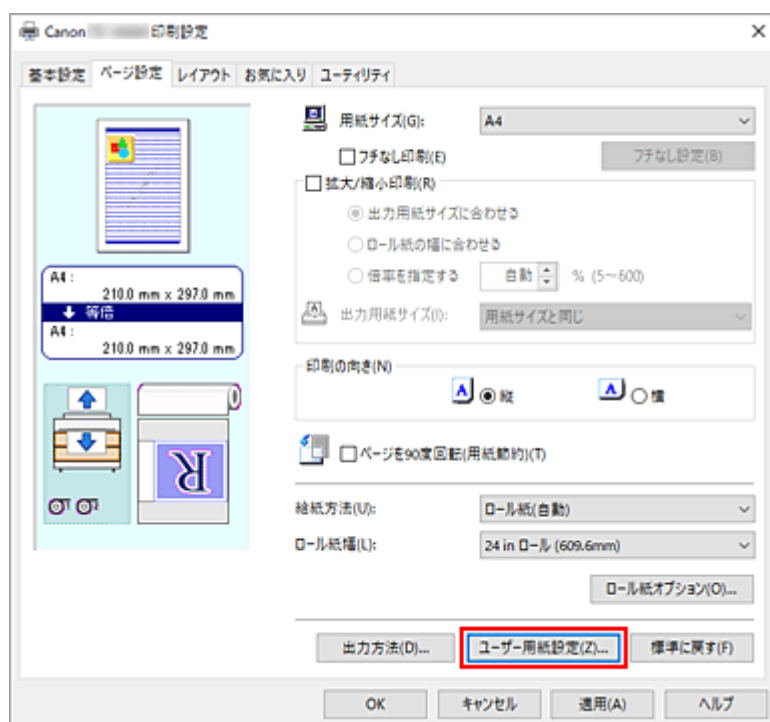 Canon 印刷設定
基本設定 ページ設定 レイアウト お気に入り ユーティリティ
用紙サイズ(G): A4
フチなし印刷(E) フチなし設定(B)
拡大/縮小印刷(R)
出力用紙サイズに合わせる
ロール紙の幅に合わせる
倍率を指定する 自動 % (5~600)
出力用紙サイズ(I): 用紙サイズと同じ
A4 :
210.0 mm x 297.0 mm
等倍
A4 :
210.0 mm x 297.0 mm
印刷の向き(N)
A 縦 A 横
ページを90度回転(用紙節約)(T)
R
給紙方法(U): ロール紙(自動)
ロール紙幅(L): 24 in ロール (609.6mm)
ロール紙オプション(O)...
出力方法(D)... ユーザー用紙設定(Z)... 標準に戻す(F)
OK キャンセル 適用(A) ヘルプ